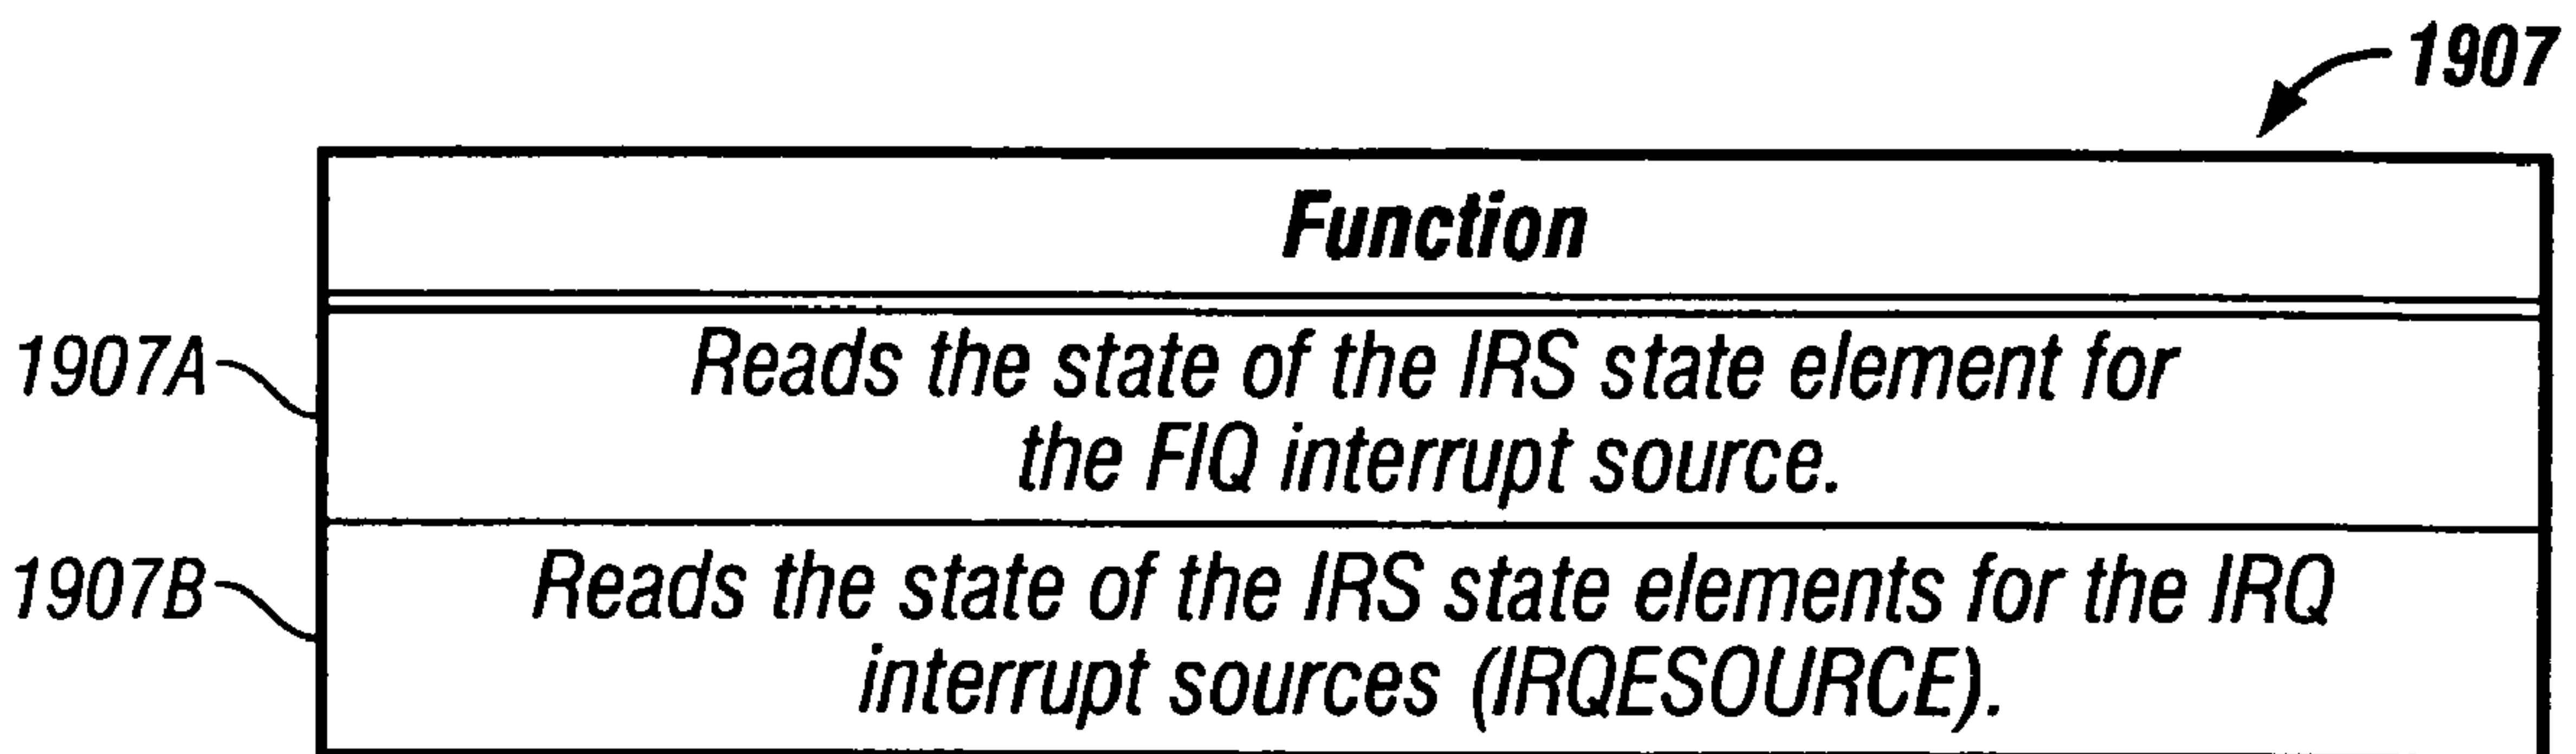 1907
Function
1907A
Reads the state of the IRS state element for
the FIQ interrupt source.
1907B
Reads the state of the IRS state elements for the IRQ
interrupt sources (IRQESOURCE).